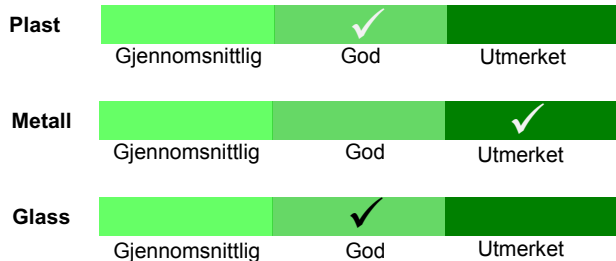 Plast
Gjennomsnittlig God Utmerket
Metall
Gjennomsnittlig God Utmerket
Glass
Gjennomsnittlig God Utmerket